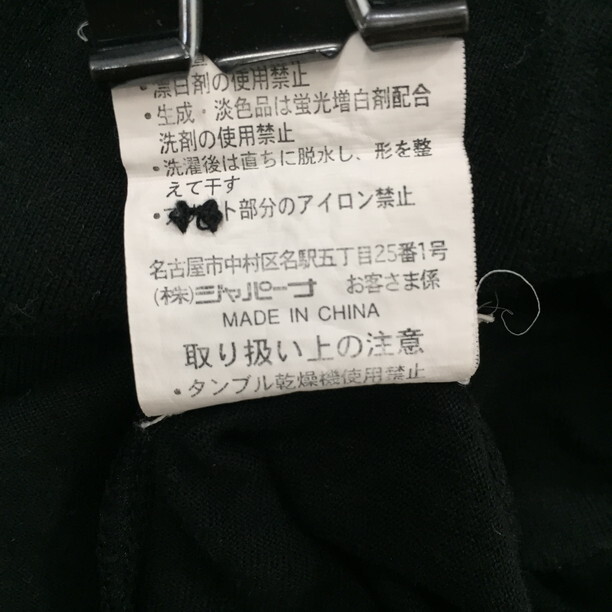 ・漂白剤の使用禁止
・生成・淡色品は蛍光増白剤配合
洗剤の使用禁止
・洗濯後は直ちに脱水し、形を整
えて干す
・ト部分のアイロン禁止
名古屋市中村区名駅五丁目25番1号
(株)ジャパーナ お客さま係
MADE IN CHINA
取り扱い上の注意
・タンブル乾燥機使用禁止